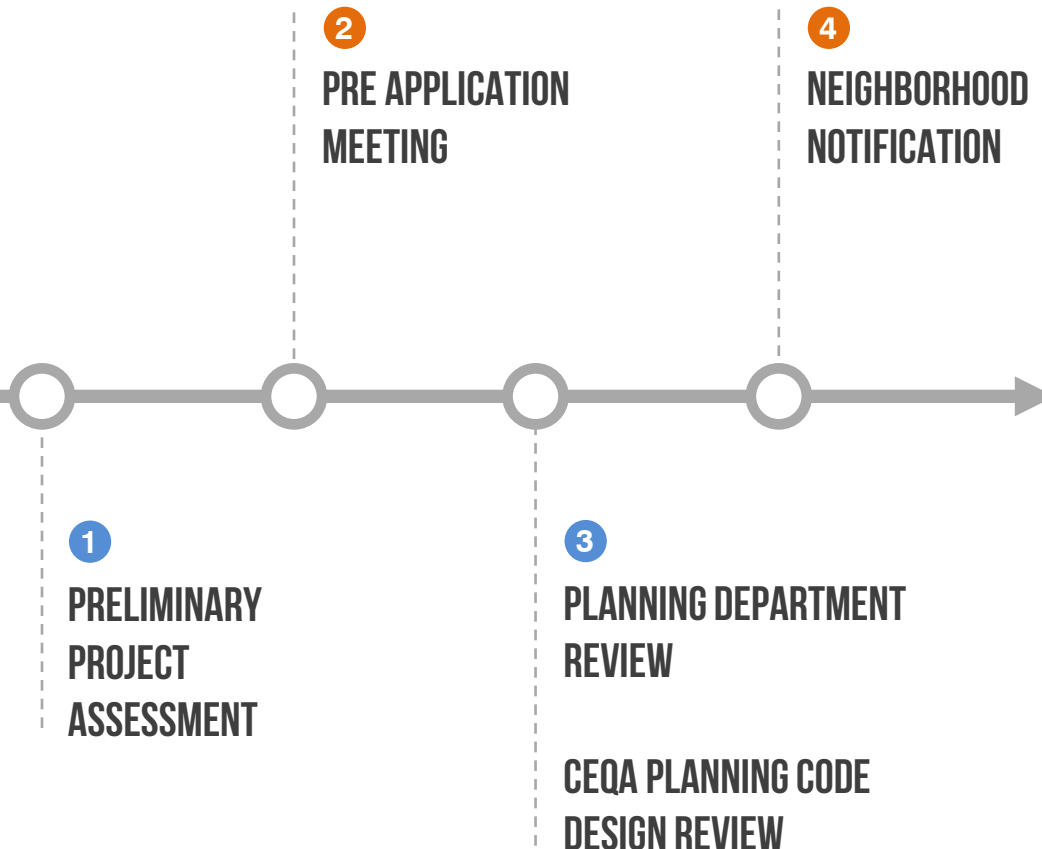 2
PRE APPLICATION
MEETING
4
NEIGHBORHOOD
NOTIFICATION
1
PRELIMINARY
PROJECT
ASSESSMENT
3
PLANNING DEPARTMENT
REVIEW
CEQA PLANNING CODE
DESIGN REVIEW